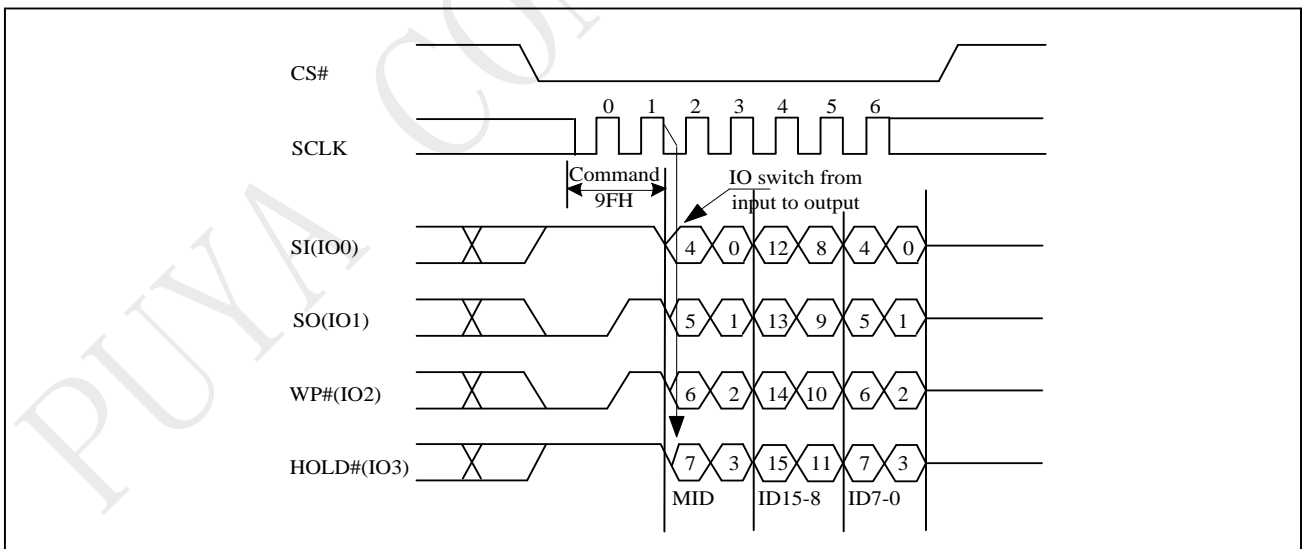 PUYA CON
CS#
0 1 2 3 4 5 6
SCLK
Command
9FH
IO switch from
input to output
SI(IO0)
4 0 12 8 4 0
SO(IO1)
5 1 13 9 5 1
WP#(IO2)
6 2 14 10 6 2
HOLD#(IO3)
7 3 15 11 7 3
MID ID15-8 ID7-0